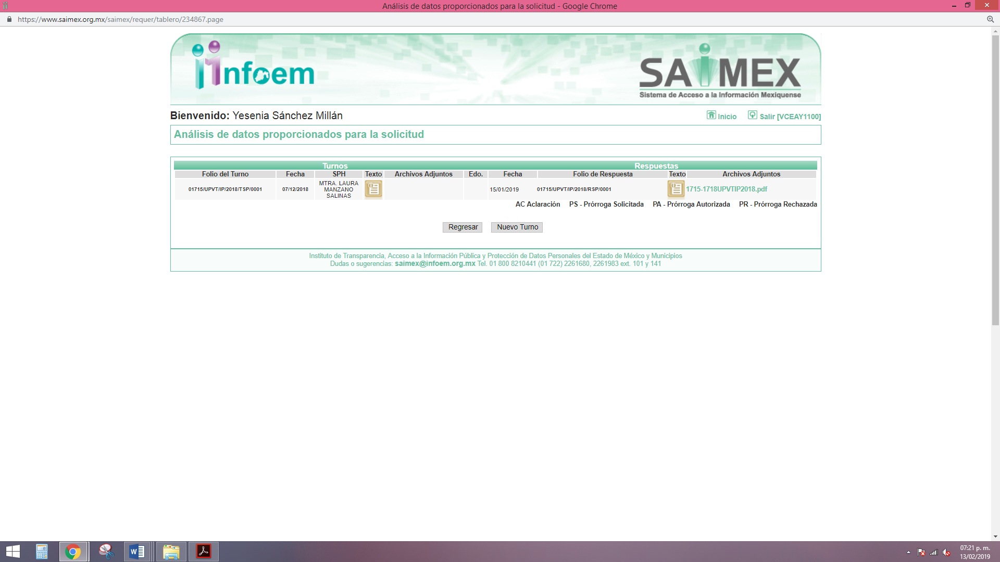 Análisis de datos proporcionados para la solicitud - Google Chrome
https://www.saimex.org.mx/saimex/requer/tablero/234867.page
infoem
SAIMEX
Sistema de Acceso a la Información Mexiquense
Bienvenido: Yesenia Sánchez Millán
Inicio
Salir [VCEAY1100]
Análisis de datos proporcionados para la solicitud
Turnos Respuestas
Folio del Turno Fecha SPH Texto Archivos Adjuntos Edo. Fecha Folio de Respuesta Texto Archivos Adjuntos
01715/UPVT/IP/2018/TSP/0001 07/12/2018 MTRA. LAURA MANZANO SALINAS 15/01/2019 01715/UPVT/IP/2018/RSP/0001 1715-1718UPVTIP2018.pdf
AC Aclaración PS - Prórroga Solicitada PA - Prórroga Autorizada PR - Prórroga Rechazada
Regresar Nuevo Turno
Instituto de Transparencia, Acceso a la Información Pública y Protección de Datos Personales del Estado de México y Municipios
Dudas o sugerencias: saimex@infoem.org.mx Tel. 01 800 8210441 (01 722) 2261680, 2261983 ext. 101 y 141
07:21 p. m.
13/02/2019